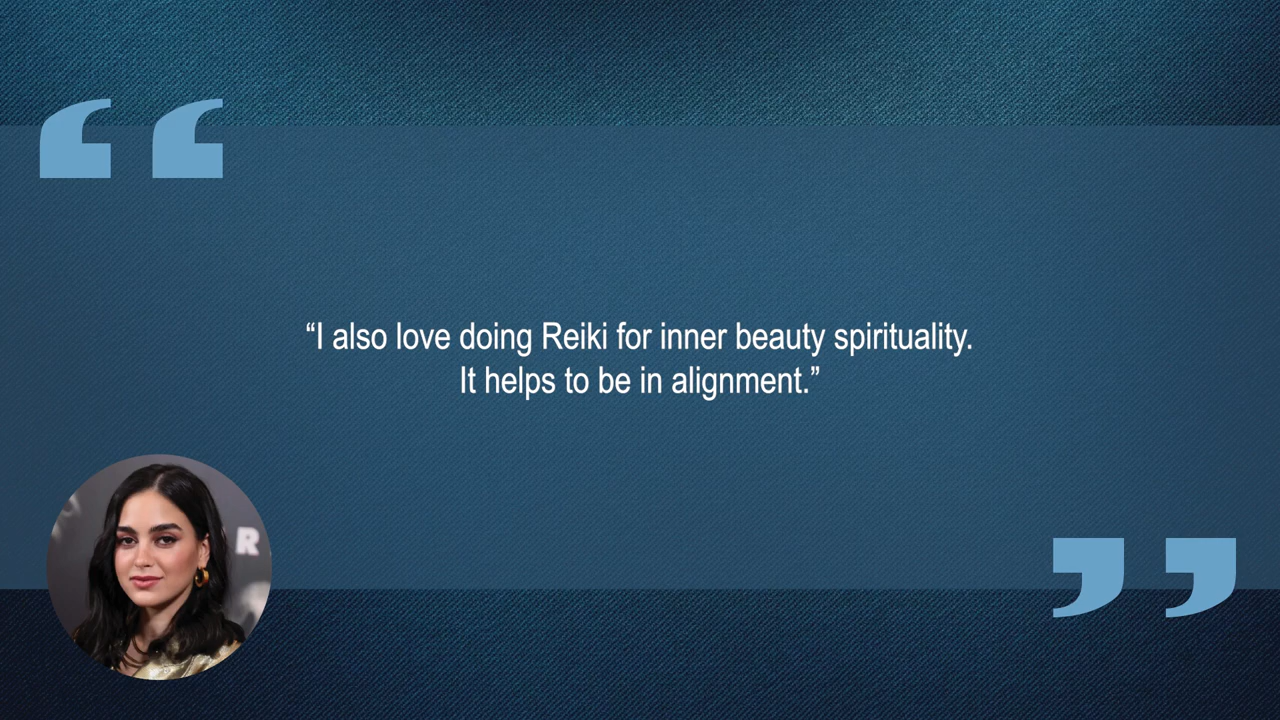 “I also love doing Reiki for inner beauty spirituality.
It helps to be in alignment.”
R